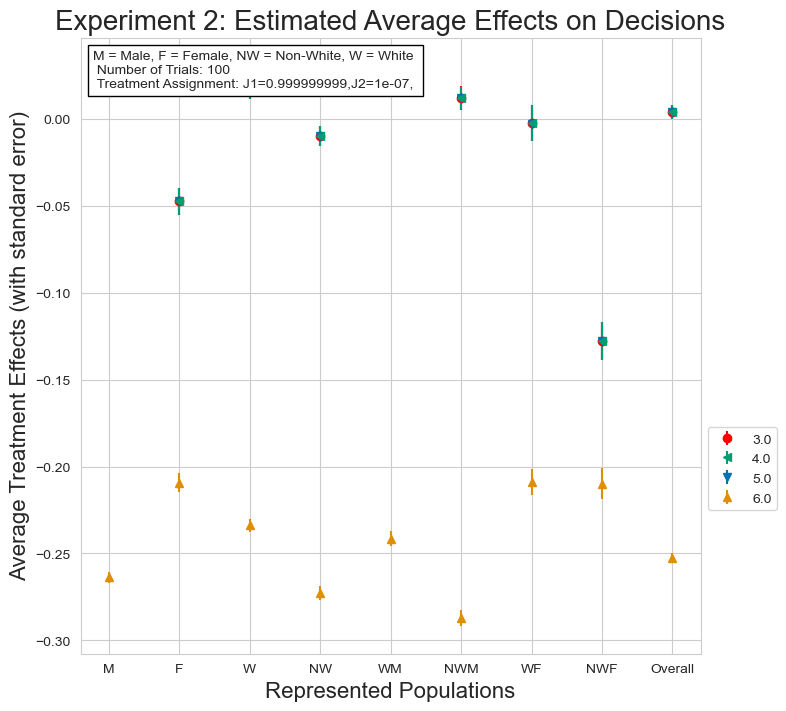 Experiment 2: Estimated Average Effects on Decisions
M = Male, F = Female, NW = Non-White, W = White
Number of Trials: 100
Treatment Assignment: J1=0.999999999,J2=1e-07,
Average Treatment Effects (with standard error)
0.00
−0.05
−0.10
−0.15
−0.20
−0.25
−0.30
3.0
4.0
5.0
6.0
M F W NW WM NWM WF NWF Overall
Represented Populations